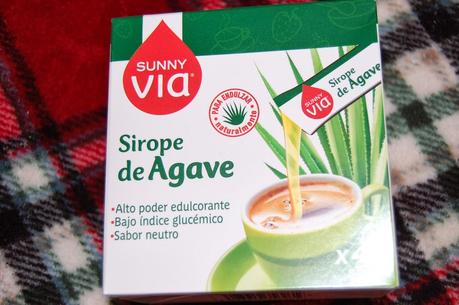 SUNNY
via®
PARA ENDULZAR
naturalmente
SUNNY
via
Sirope
de Agave
Sirope
de Agave
•Alto poder edulcorante
•Bajo índice glucémico
•Sabor neutro